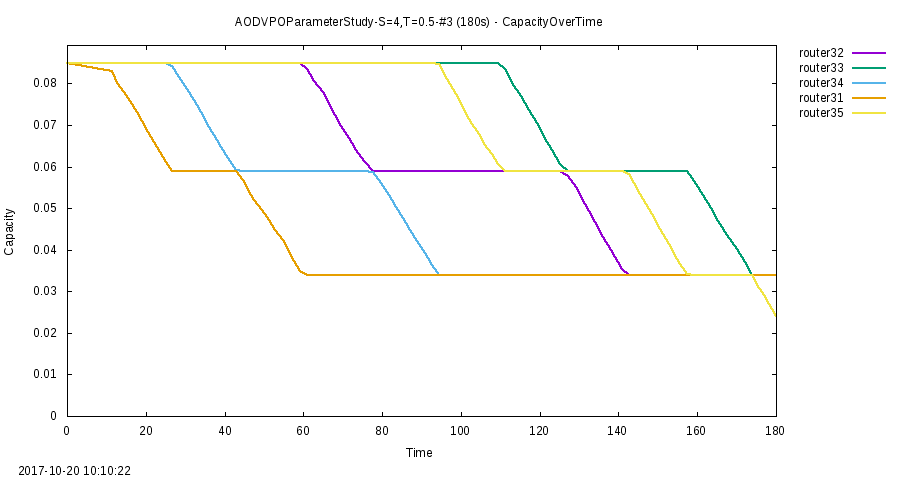 AODVPOParameterStudy-S=4,T=0.5-#3 (180s) - CapacityOverTime
router32
router33
router34
router31
router35
0.08
0.07
0.06
0.05
0.04
0.03
0.02
0.01
0
Capacity
0 20 40 60 80 100 120 140 160 180
Time
2017-10-20 10:10:22